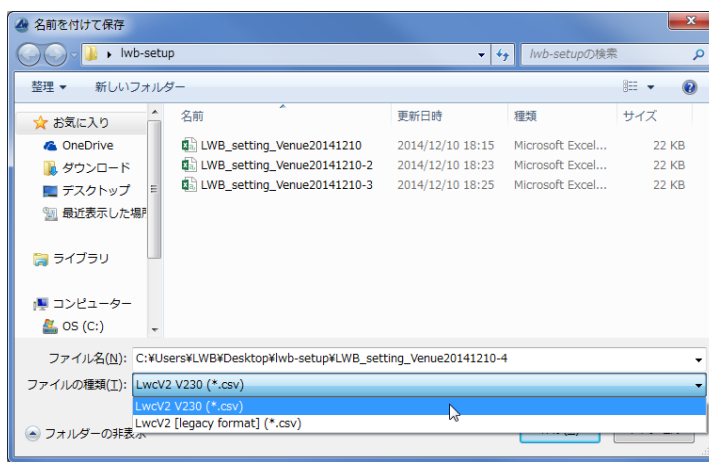 名前を付けて保存
lwb-setup
lwb-setupの検索
整理
新しいフォルダー
名前 更新日時 種類 サイズ
お気に入り
OneDrive
ダウンロード
デスクトップ
最近表示した場所
LWB_setting_Venue20141210 2014/12/10 18:15 Microsoft Excel... 22 KB
LWB_setting_Venue20141210-2 2014/12/10 18:23 Microsoft Excel... 22 KB
LWB_setting_Venue20141210-3 2014/12/10 18:25 Microsoft Excel... 22 KB
ライブラリ
コンピューター
OS (C:)
ファイル名(N): C:¥Users¥LWB¥Desktop¥lwb-setup¥LWB_setting_Venue20141210-4
ファイルの種類(T): LwcV2 V230 (*.csv)
LwcV2 V230 (*.csv)
LwcV2 [legacy format] (*.csv)
フォルダーの非表示